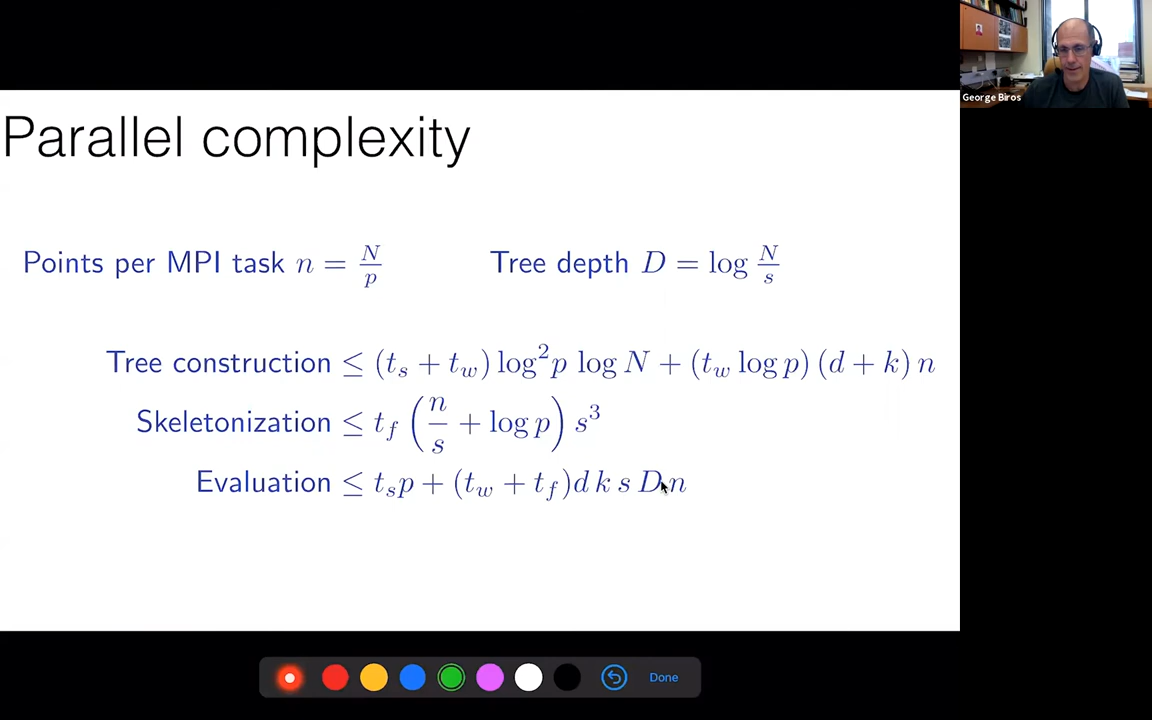 George Biros
Parallel complexity
Points per MPI task n = N/p
Tree depth D = log N/s
Tree construction ≤ (t_s + t_w) log² p log N + (t_w log p) (d + k) n
Skeletonization ≤ t_f (n/s + log p) s³
Evaluation ≤ t_s p + (t_w + t_f) d k s D n
Done